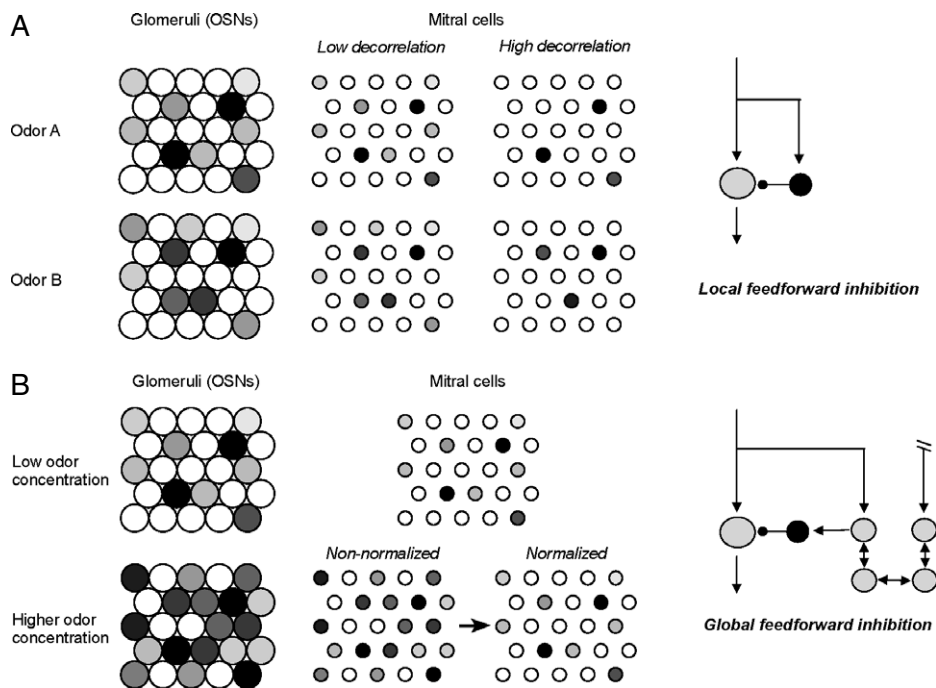 A
Glomeruli (OSNs)
Mitral cells
Low decorrelation
High decorrelation
Odor A
Odor B
Local feedforward inhibition
B
Glomeruli (OSNs)
Mitral cells
Low odor
concentration
Non-normalized
Normalized
Higher odor
concentration
Global feedforward inhibition